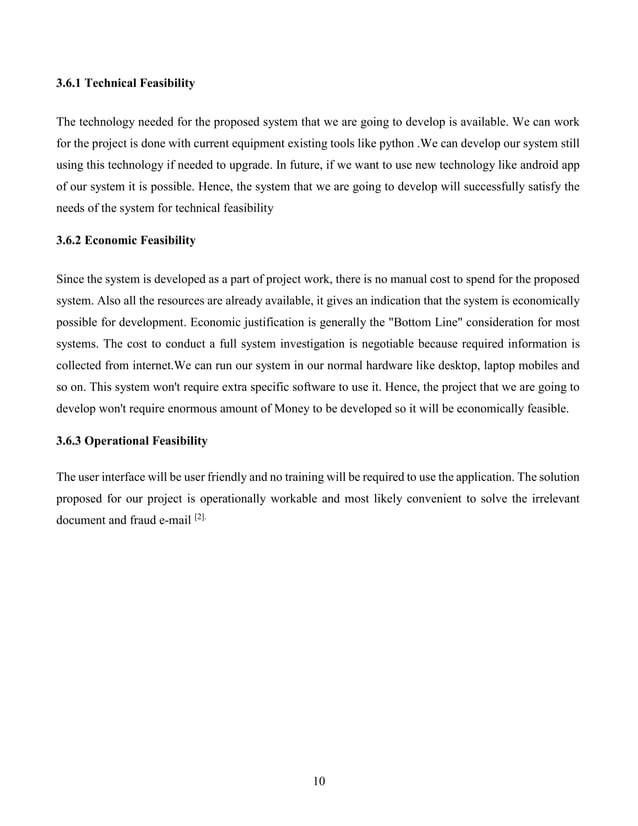 3.6.1 Technical Feasibility
The technology needed for the proposed system that we are going to develop is available. We can work
for the project is done with current equipment existing tools like python .We can develop our system still
using this technology if needed to upgrade. In future, if we want to use new technology like android app
of our system it is possible. Hence, the system that we are going to develop will successfully satisfy the
needs of the system for technical feasibility
3.6.2 Economic Feasibility
Since the system is developed as a part of project work, there is no manual cost to spend for the proposed
system. Also all the resources are already available, it gives an indication that the system is economically
possible for development. Economic justification is generally the "Bottom Line" consideration for most
systems. The cost to conduct a full system investigation is negotiable because required information is
collected from internet.We can run our system in our normal hardware like desktop, laptop mobiles and
so on. This system won't require extra specific software to use it. Hence, the project that we are going to
develop won't require enormous amount of Money to be developed so it will be economically feasible.
3.6.3 Operational Feasibility
The user interface will be user friendly and no training will be required to use the application. The solution
proposed for our project is operationally workable and most likely convenient to solve the irrelevant
document and fraud e-mail [2].
10